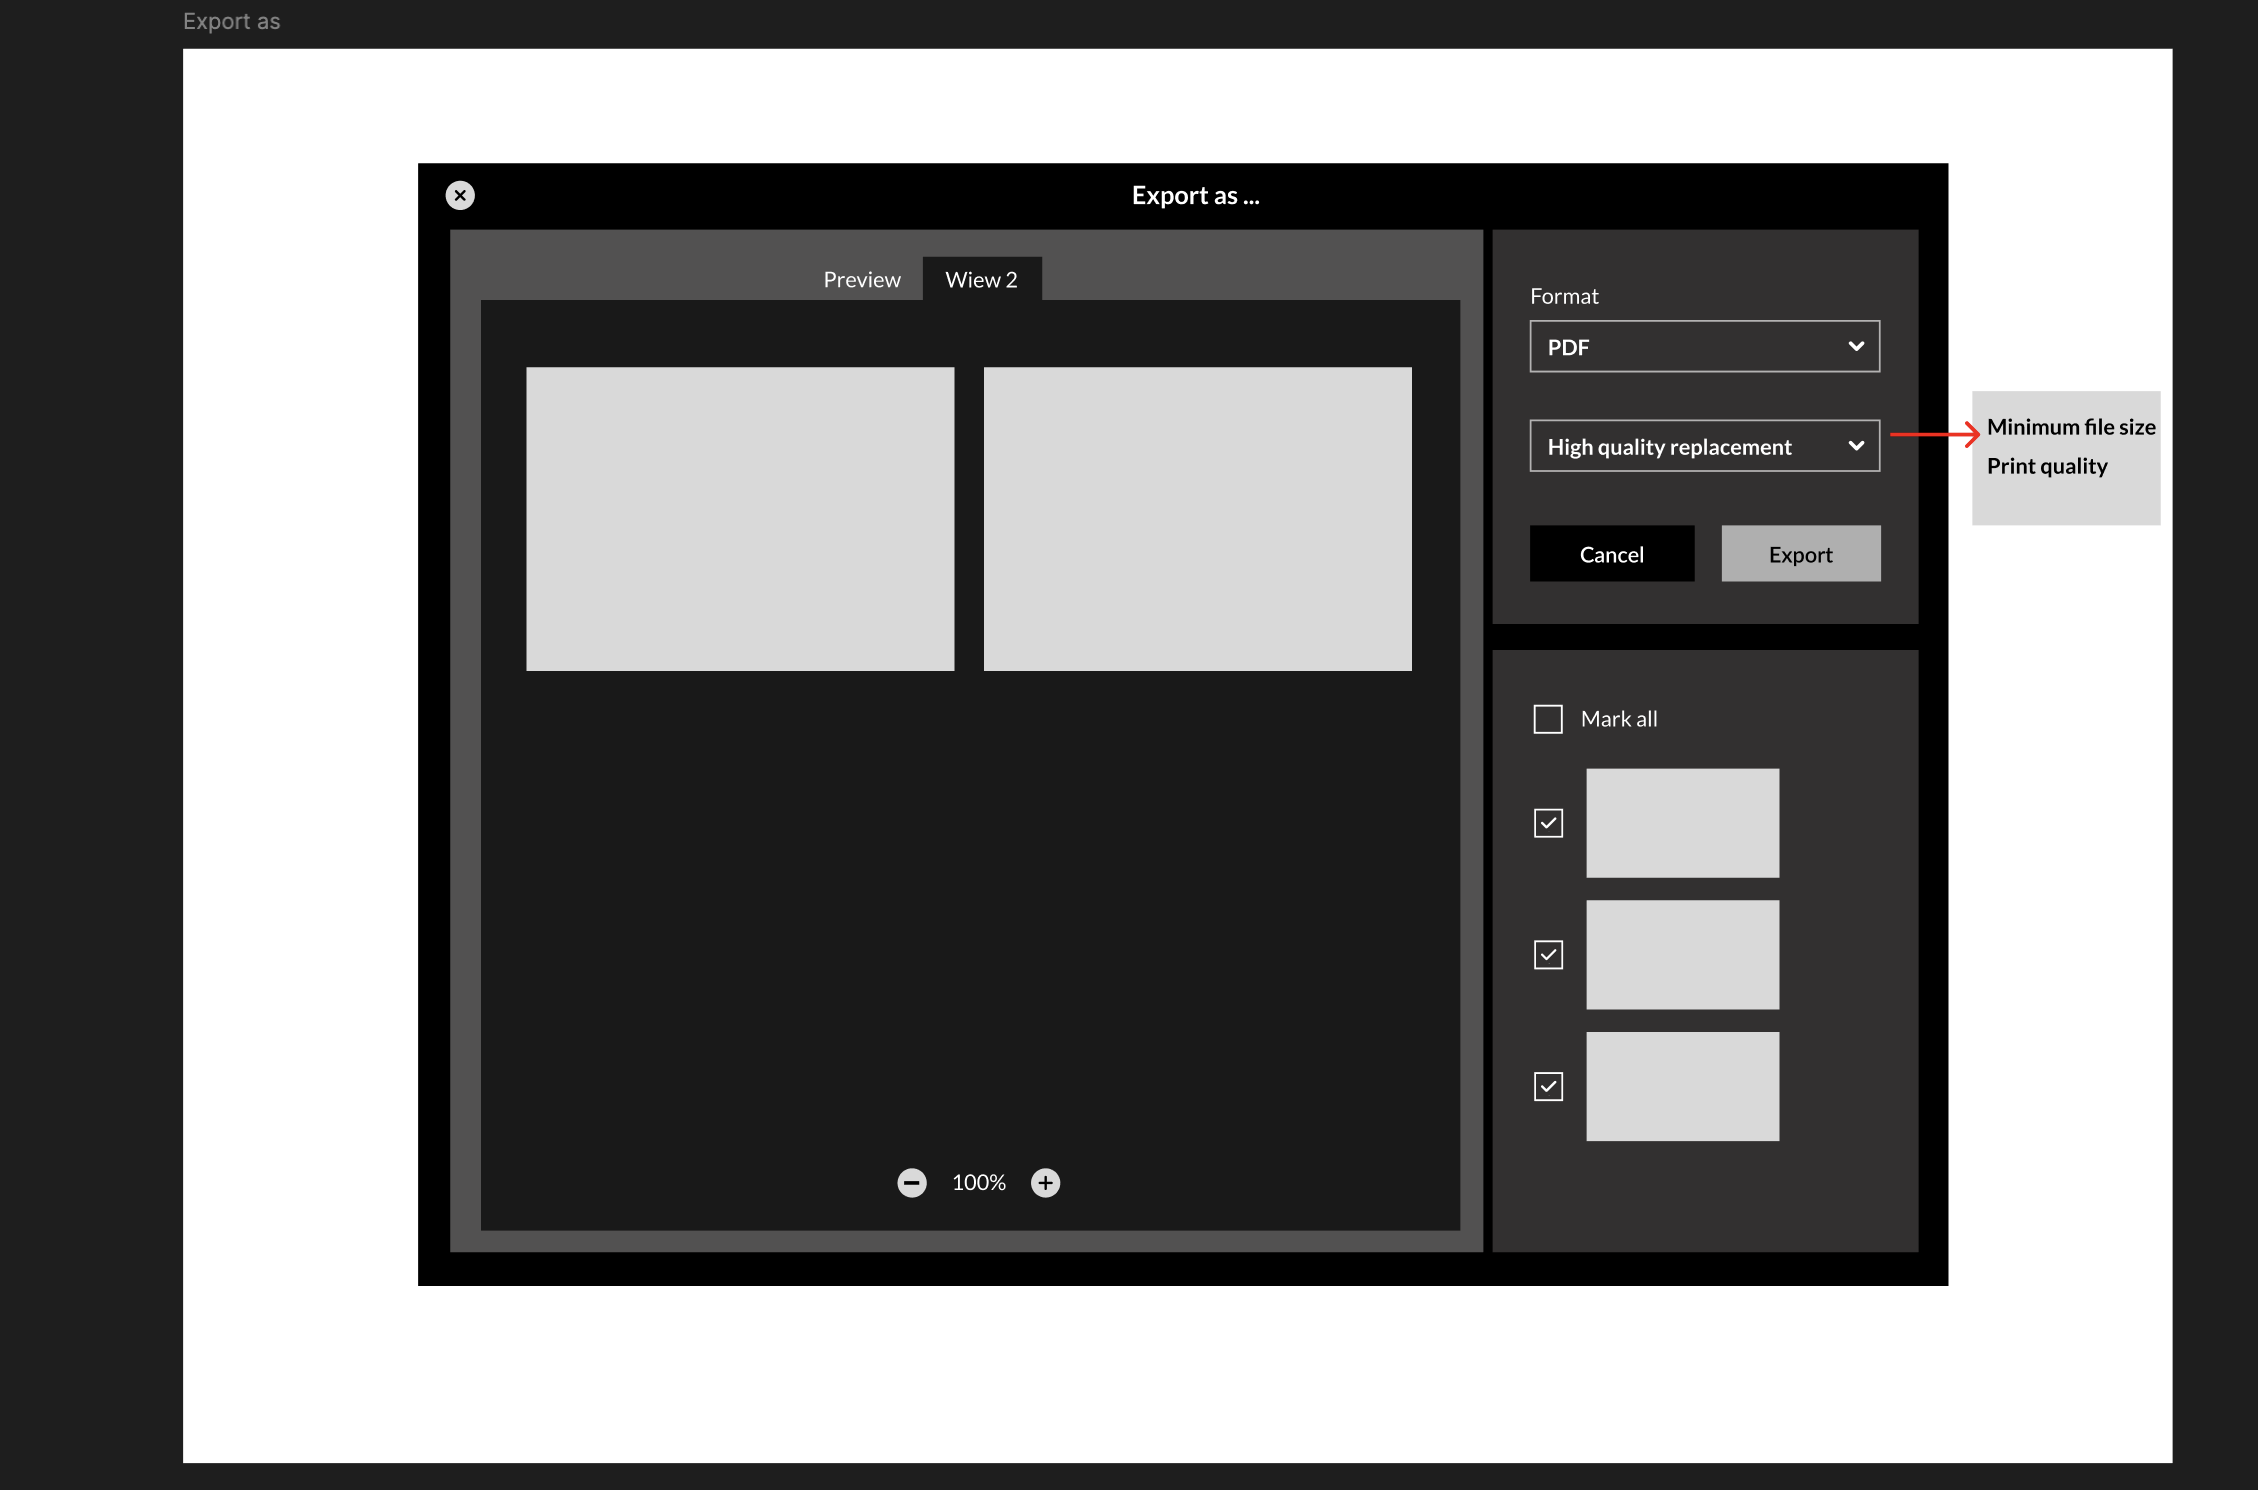 Export as
Export as ...
Preview
Wiew 2
Format
PDF
High quality replacement
Minimum file size
Print quality
Cancel
Export
Mark all
100%